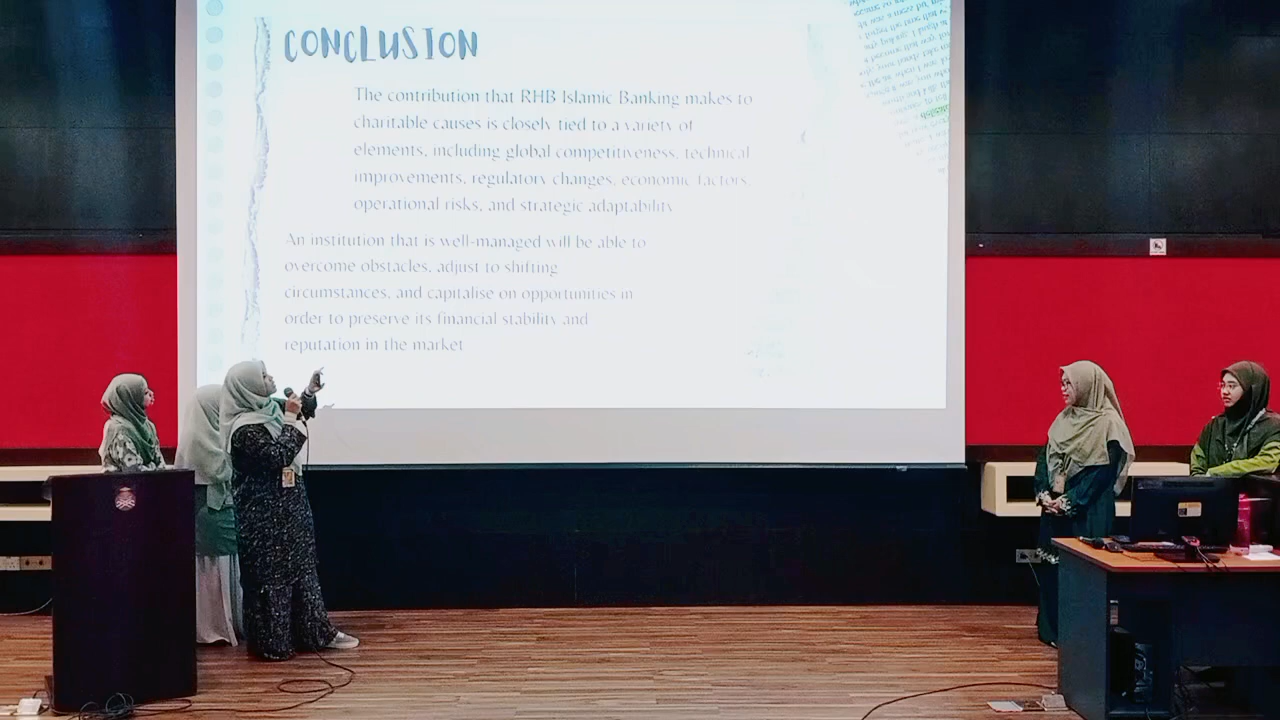 CONCLUSION
The contribution that RHB Islamic Banking makes to
charitable causes is closely tied to a variety of
elements, including global competitiveness, technical
improvements, regulatory changes, economic factors,
operational risks, and strategic adaptability
An institution that is well-managed will be able to
overcome obstacles, adjust to shifting
circumstances, and capitalise on opportunities in
order to preserve its financial stability and
reputation in the market